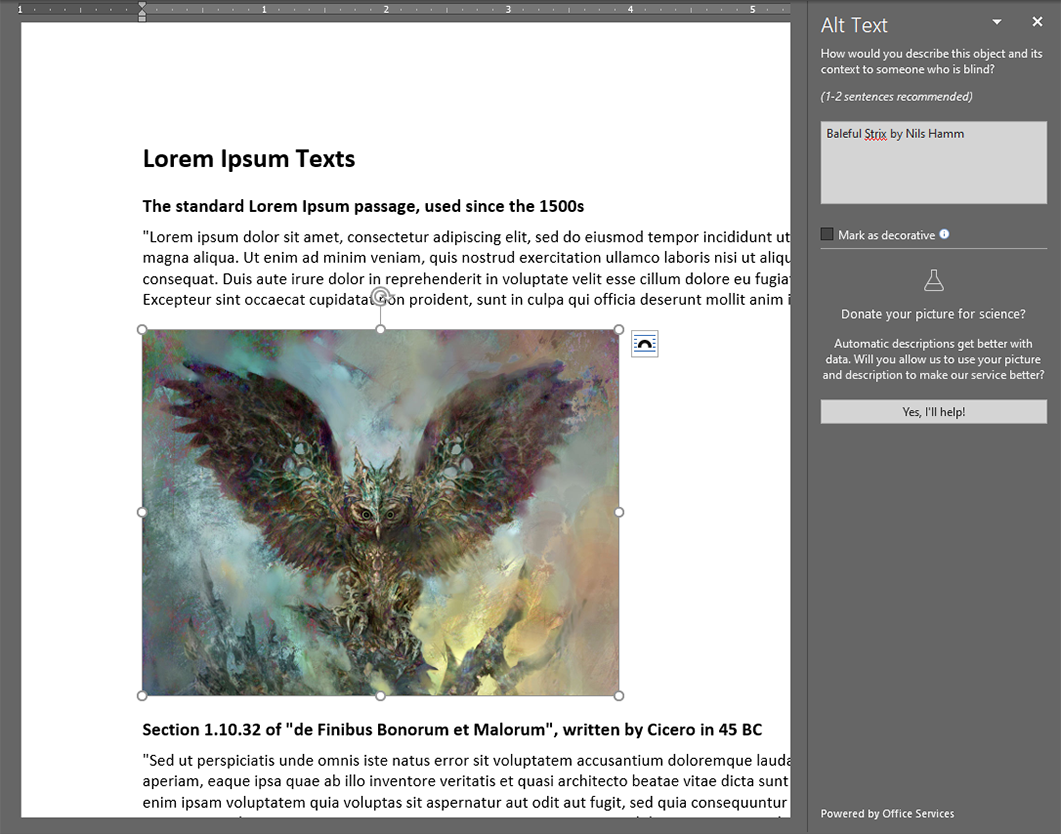 1 1 2 3 4 5
Lorem Ipsum Texts
The standard Lorem Ipsum passage, used since the 1500s
"Lorem ipsum dolor sit amet, consectetur adipiscing elit, sed do eiusmod tempor incididunt ut
magna aliqua. Ut enim ad minim veniam, quis nostrud exercitation ullamco laboris nisi ut aliqu
consequat. Duis aute irure dolor in reprehenderit in voluptate velit esse cillum dolore eu fugiat
Excepteur sint occaecat cupidatat non proident, sunt in culpa qui officia deserunt mollit anim i
Section 1.10.32 of "de Finibus Bonorum et Malorum", written by Cicero in 45 BC
"Sed ut perspiciatis unde omnis iste natus error sit voluptatem accusantium doloremque lauda
aperiam, eaque ipsa quae ab illo inventore veritatis et quasi architecto beatae vitae dicta sunt
enim ipsam voluptatem quia voluptas sit aspernatur aut odit aut fugit, sed quia consequuntur
Alt Text
How would you describe this object and its
context to someone who is blind?
(1-2 sentences recommended)
Baleful Strix by Nils Hamm
Mark as decorative
Donate your picture for science?
Automatic descriptions get better with
data. Will you allow us to use your picture
and description to make our service better?
Yes, I'll help!
Powered by Office Services